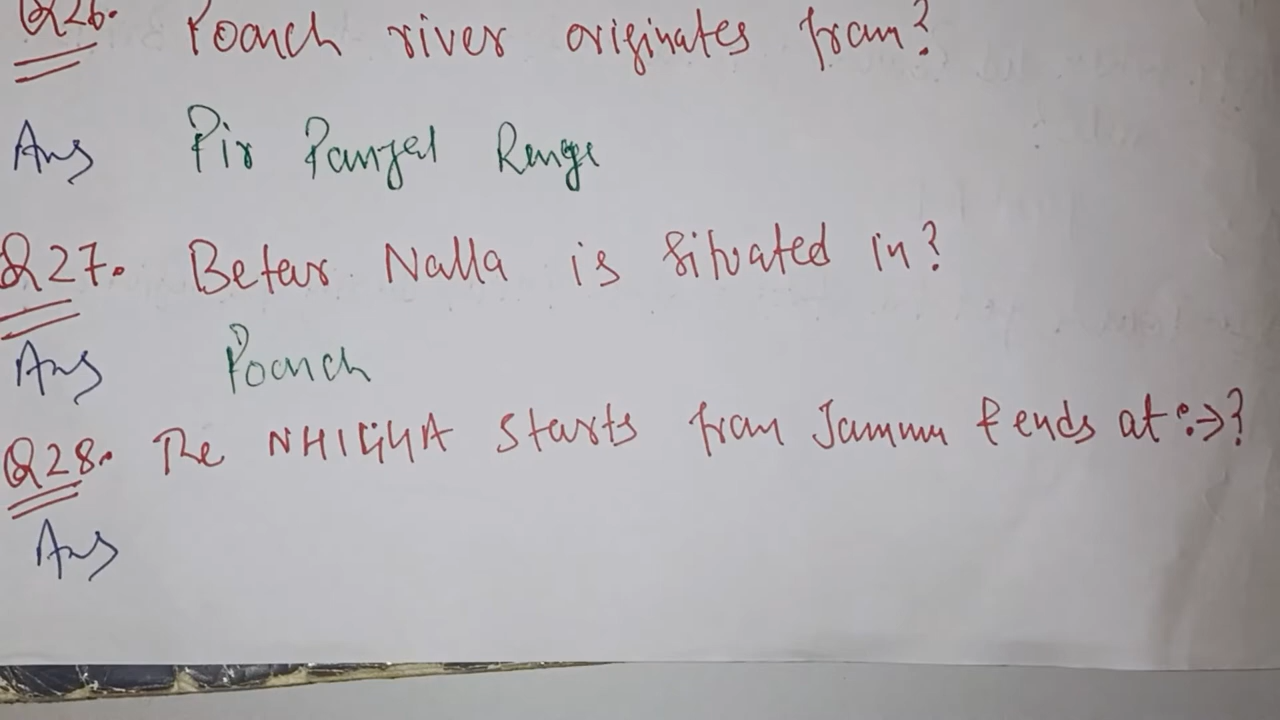 Q26. Poonch river originates from?
Ans Pir Panjal Range
Q27. Betar Nalla is situated in?
Ans Poonch
Q28. The NH144A starts from Jammu & ends at :->?
Ans